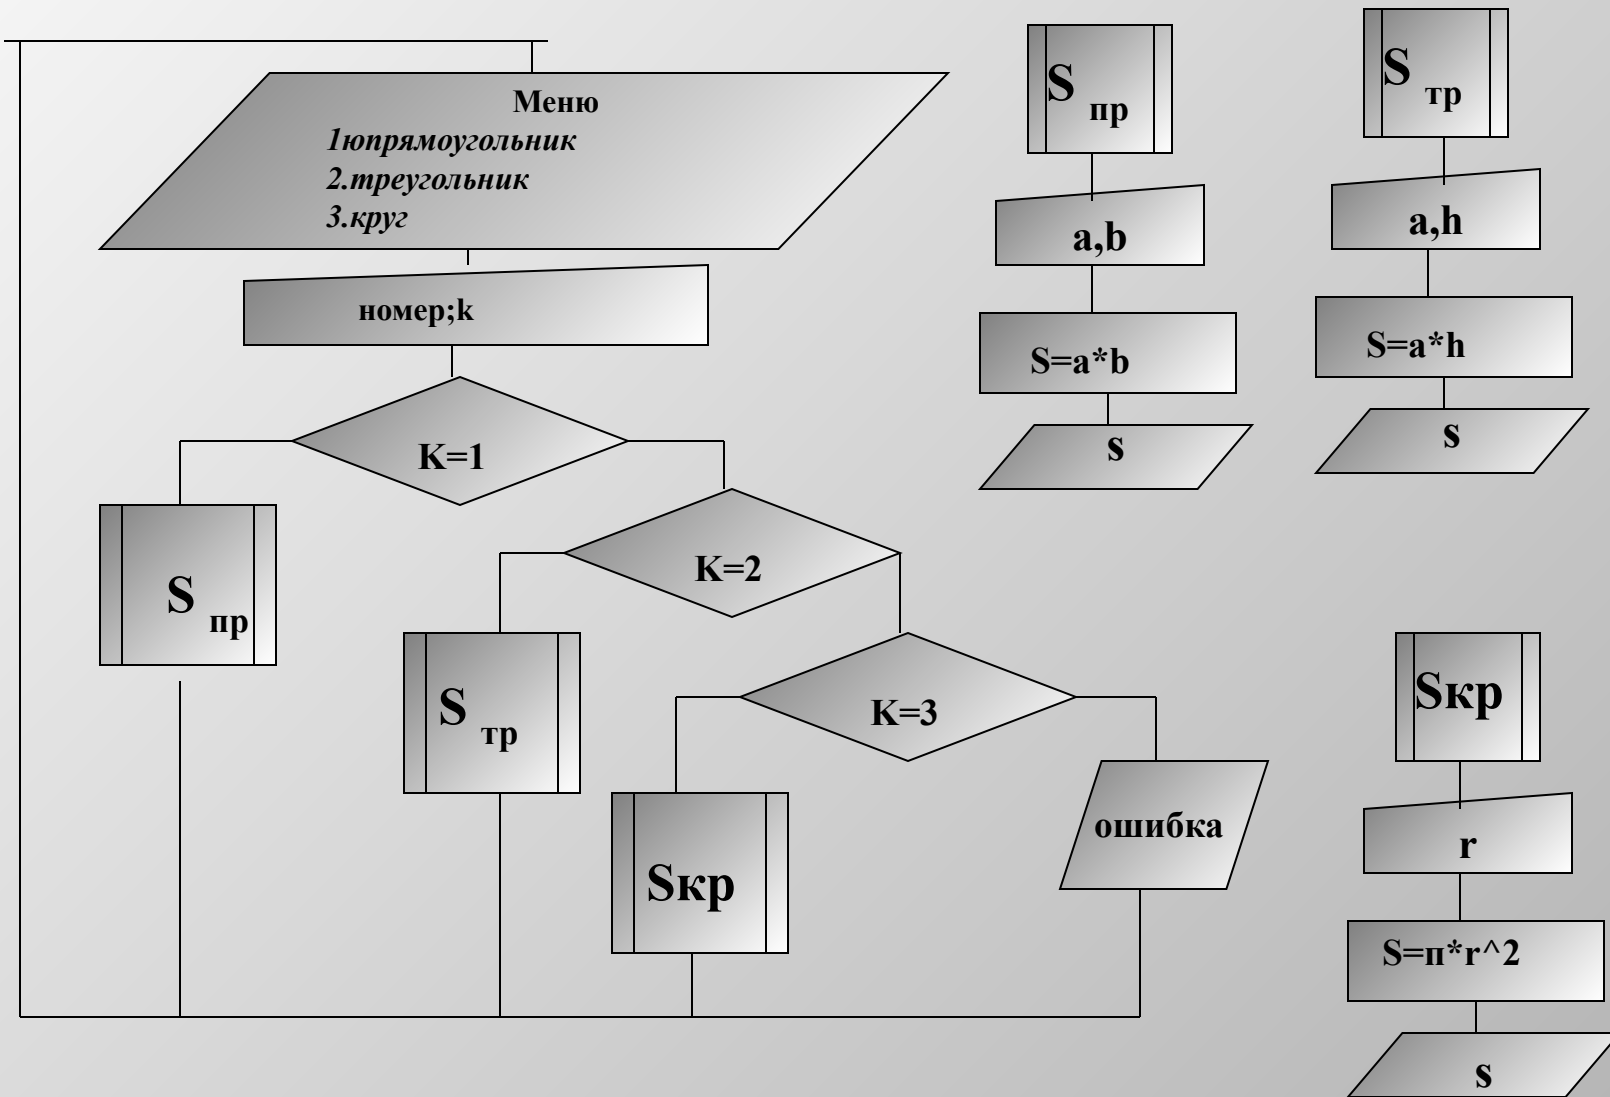 Меню
1юпрямоугольник
2.треугольник
3.круг
номер;k
K=1
S пр
K=2
S тр
K=3
Sкр
ошибка
S пр
a,b
S=a*b
s
S тр
a,h
S=a*h
s
Sкр
r
S=п*r^2
s